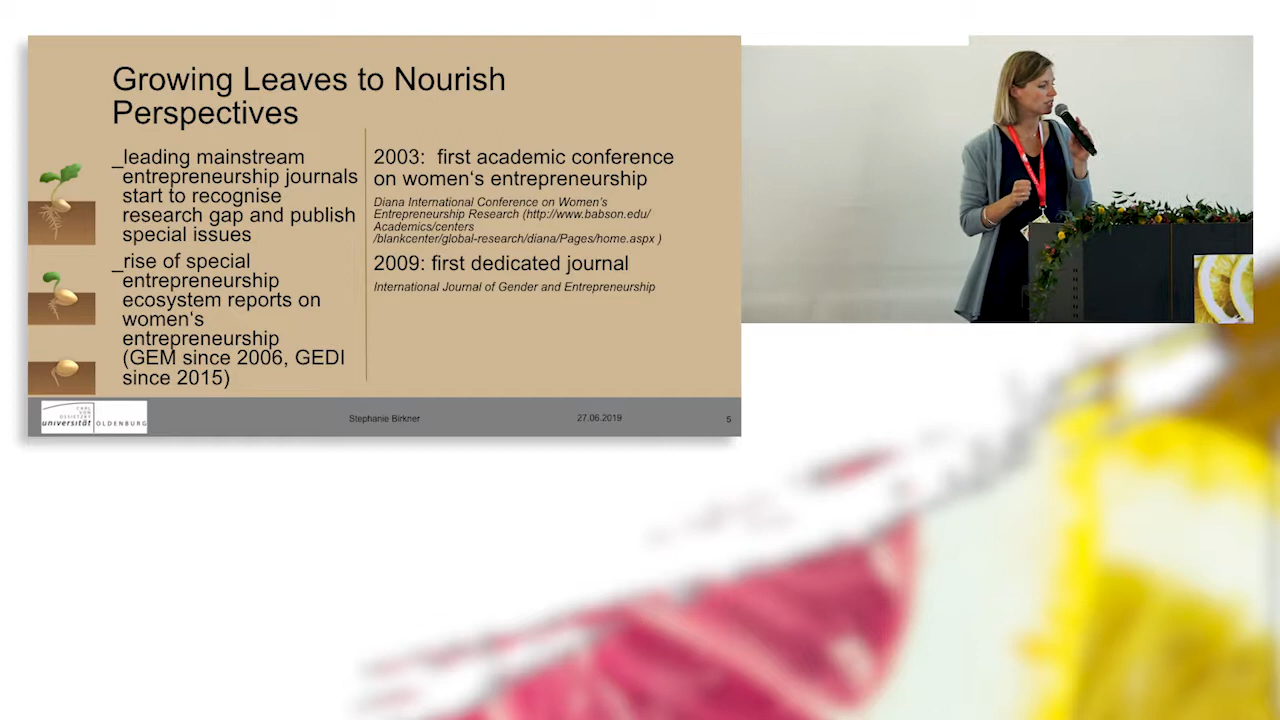 Growing Leaves to Nourish
Perspectives
_leading mainstream
entrepreneurship journals
start to recognise
research gap and publish
special issues
_rise of special
entrepreneurship
ecosystem reports on
women‘s
entrepreneurship
(GEM since 2006, GEDI
since 2015)
2003: first academic conference
on women‘s entrepreneurship
Diana International Conference on Women’s
Entrepreneurship Research (http://www.babson.edu/
Academics/centers
/blankcenter/global-research/diana/Pages/home.aspx )
2009: first dedicated journal
International Journal of Gender and Entrepreneurship
CARL
VON
OSSIETZKY
universität OLDENBURG
Stephanie Birkner
27.06.2019
5